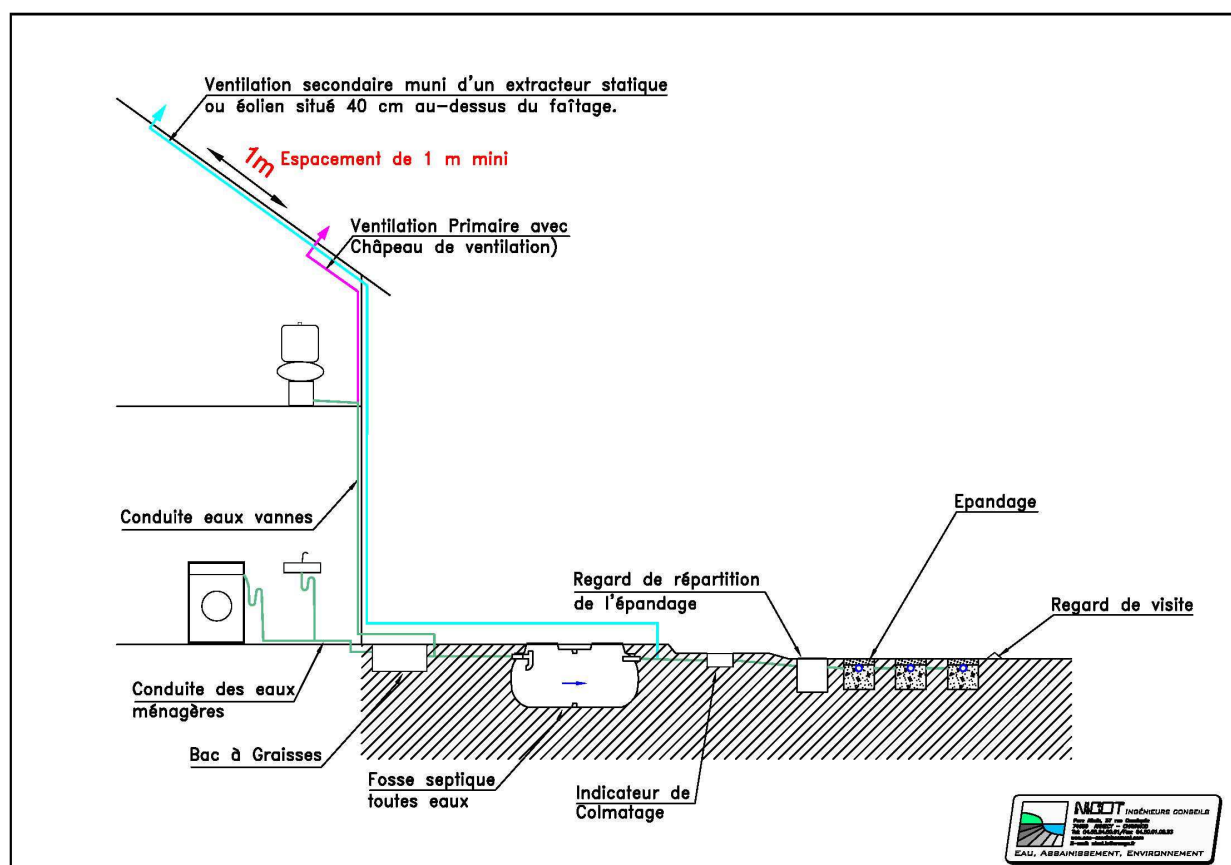 Ventilation secondaire muni d'un extracteur statique
ou éolien situé 40 cm au-dessus du faîtage.
1m Espacement de 1 m mini
Ventilation Primaire avec
Châpeau de ventilation)
Conduite eaux vannes
Epandage
Regard de répartition
de l'épandage
Regard de visite
Conduite des eaux
ménagères
Bac à Graisses
Fosse septique
toutes eaux
Indicateur de
Colmatage
NICOT INGÉNIEURS CONSEILS
EAU, ASSAINISSEMENT, ENVIRONNEMENT